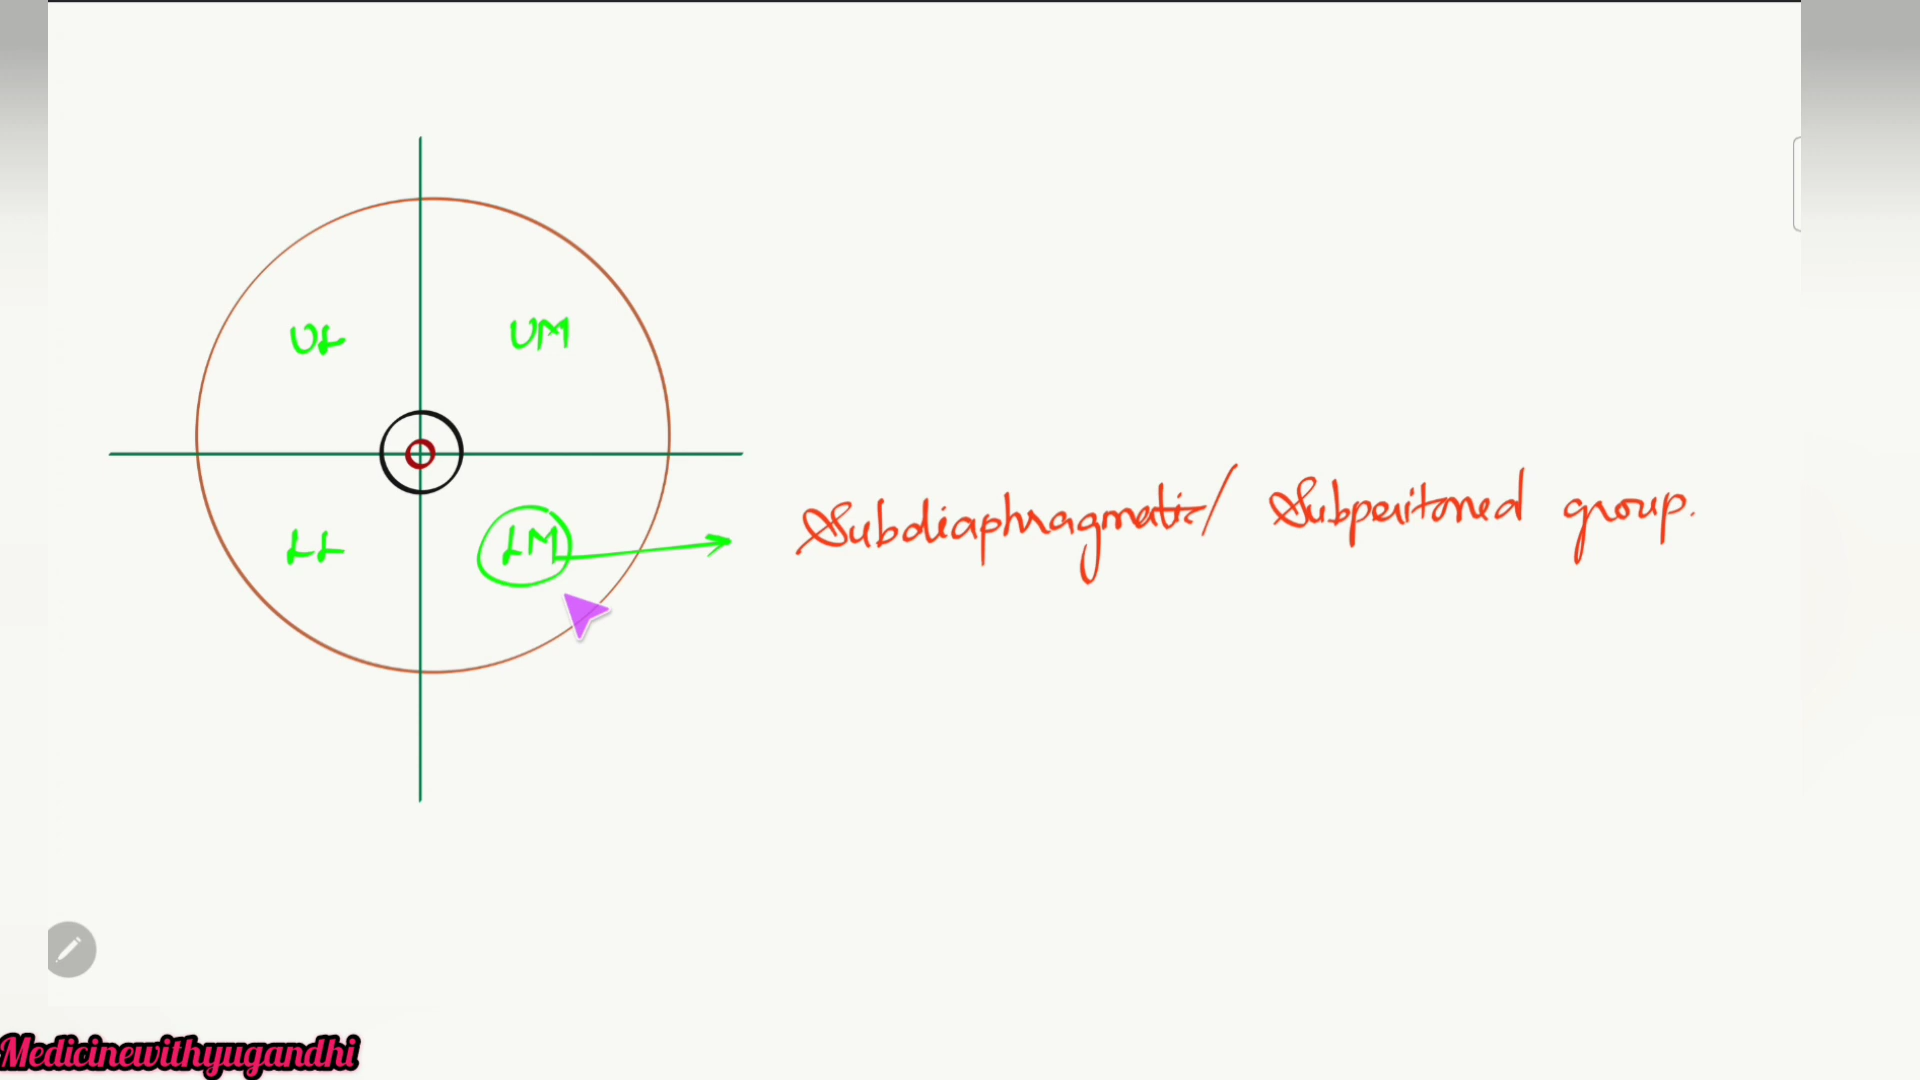 UL UM
LL LM
Subdiaphragmatic/ Subperitoneal group.
Medicinewithyugandhi